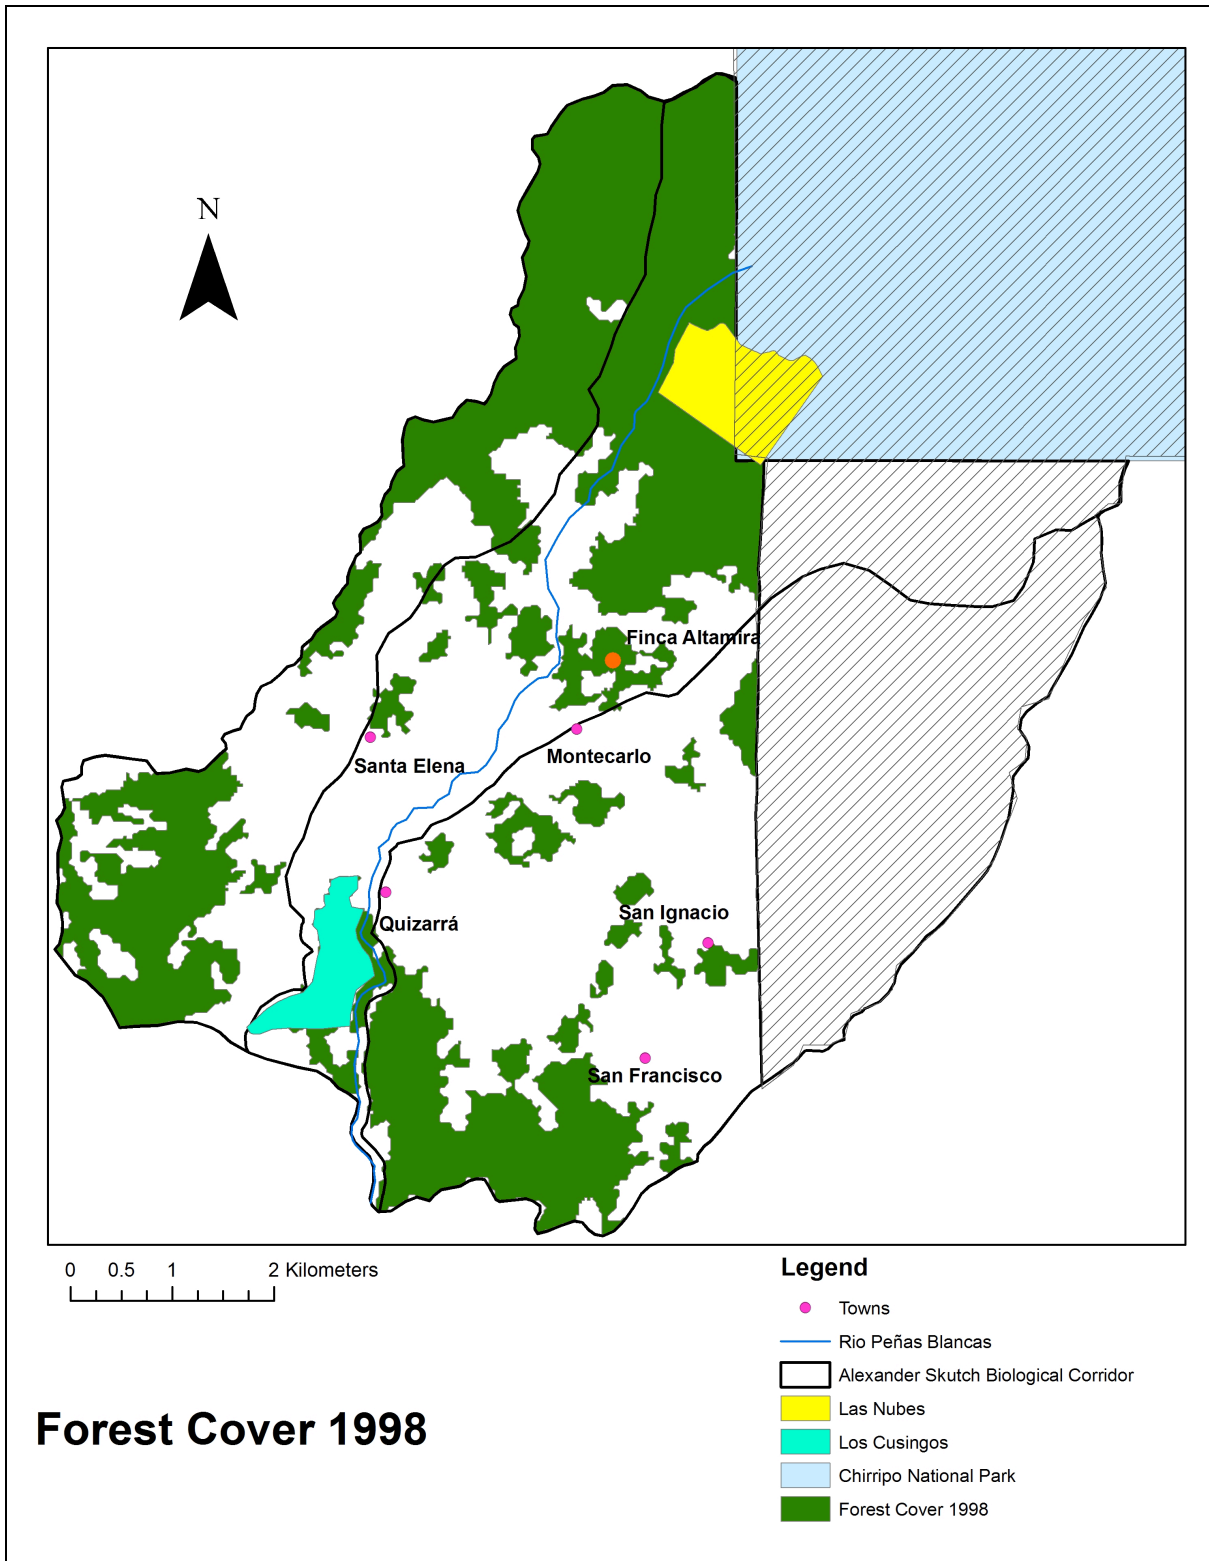 N
Finca Altamira
Montecarlo
Santa Elena
Quizarrá
San Ignacio
San Francisco
0 0.5 1 2 Kilometers
Legend
Towns
Rio Peñas Blancas
Alexander Skutch Biological Corridor
Las Nubes
Los Cusingos
Chirripo National Park
Forest Cover 1998
Forest Cover 1998